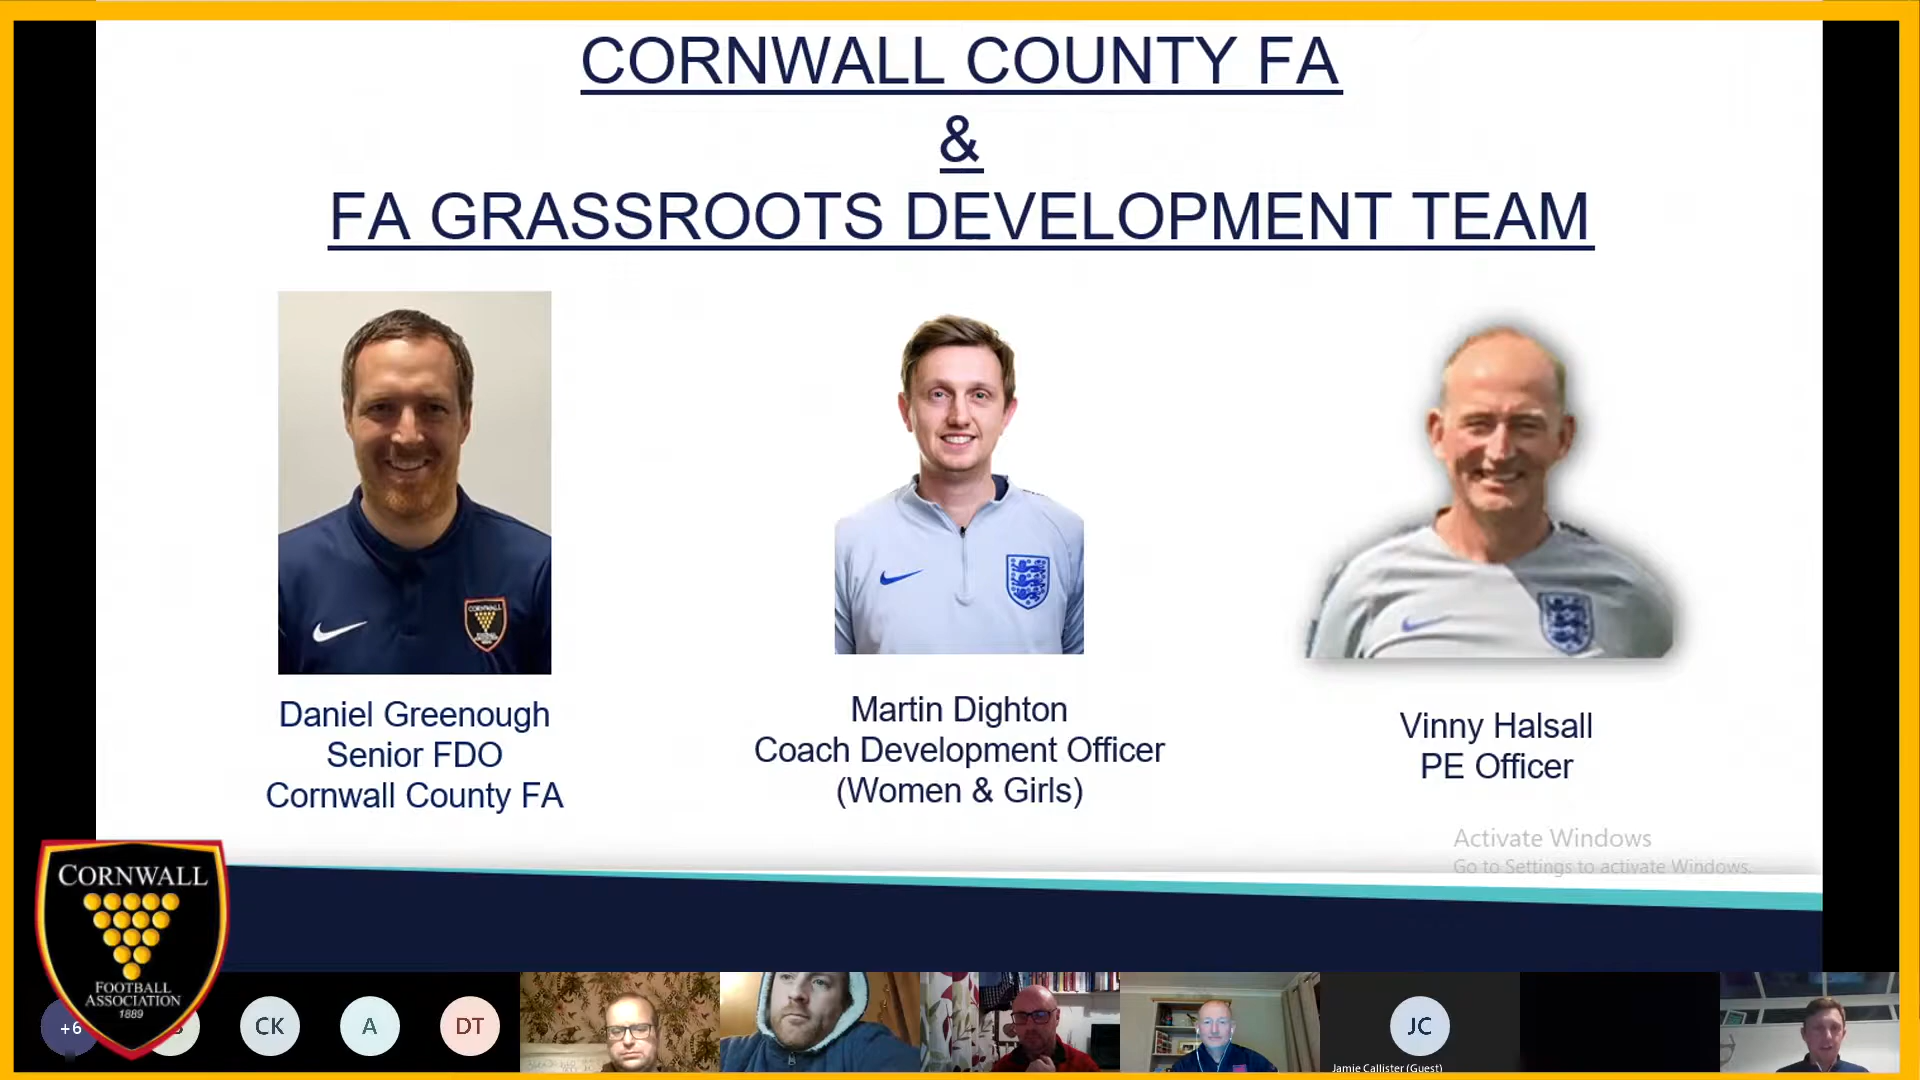 CORNWALL COUNTY FA
&
FA GRASSROOTS DEVELOPMENT TEAM
CORNWALL
Daniel Greenough
Senior FDO
Cornwall County FA
Martin Dighton
Coach Development Officer
(Women & Girls)
Vinny Halsall
PE Officer
Activate Windows
Go to Settings to activate Windows.
CORNWALL
FOOTBALL
ASSOCIATION
1889
+6
CK
A
DT
JC
Jamie Callister (Guest)